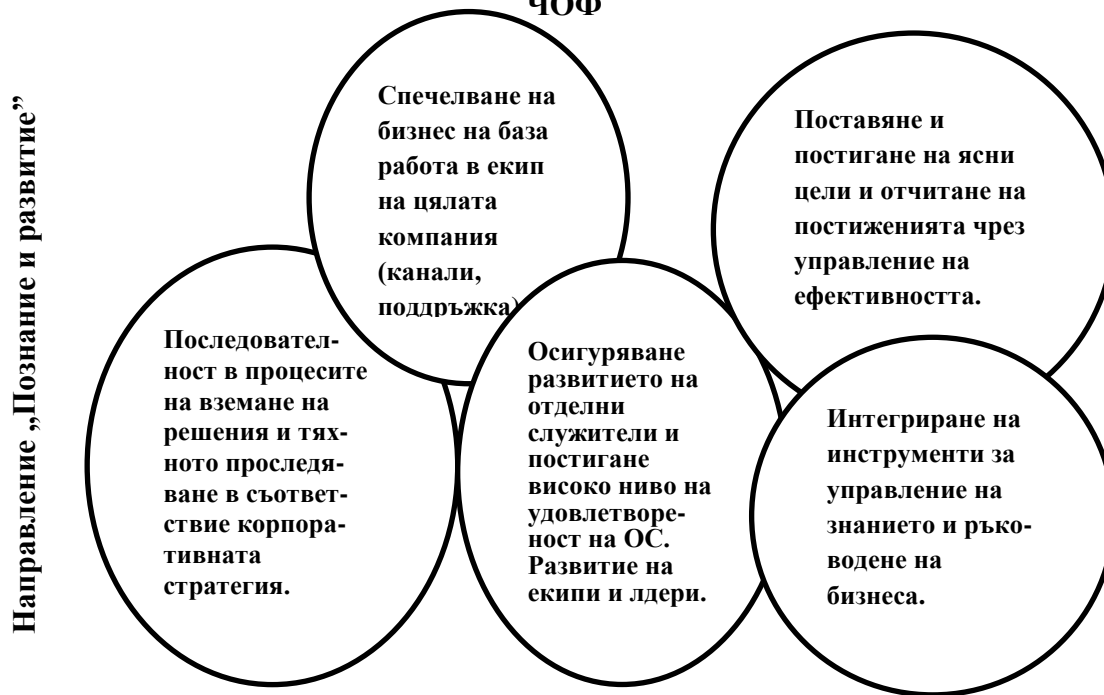 ЧОФ
Направление „Познание и развитие”
Спечелване на
бизнес на база
работа в екип
на цялата
компания
(канали,
поддръжка)
Поставяне и
постигане на ясни
цели и отчитане на
постиженията чрез
управление на
ефективността.
Последовател-
ност в процесите
на вземане на
решения и тях-
ното проследя-
ване в съответ-
ствие корпора-
тивната
стратегия.
Осигуряване
развитието на
отделни
служители и
постигане
високо ниво на
удовлетворе-
ност на ОС.
Развитие на
екипи и лдери.
Интегриране на
инструменти за
управление на
знанието и ръко-
водене на
бизнеса.